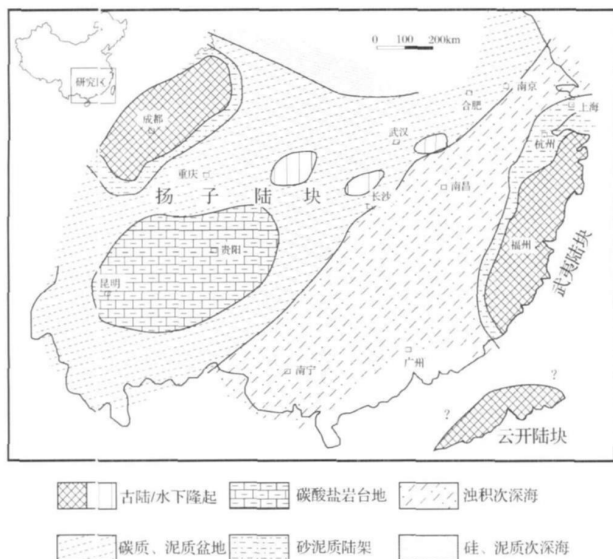 0 100 200km
研究区
南京
合肥
上海
成都
武汉
杭州
重庆
扬子陆块
南昌
长沙
贵阳
福州
武夷陆块
昆明
南宁
广州
? ?
云开陆块
古陆/水下隆起 碳酸盐岩台地 浊积次深海
碳质、泥质盆地 砂泥质陆架 硅、泥质次深海